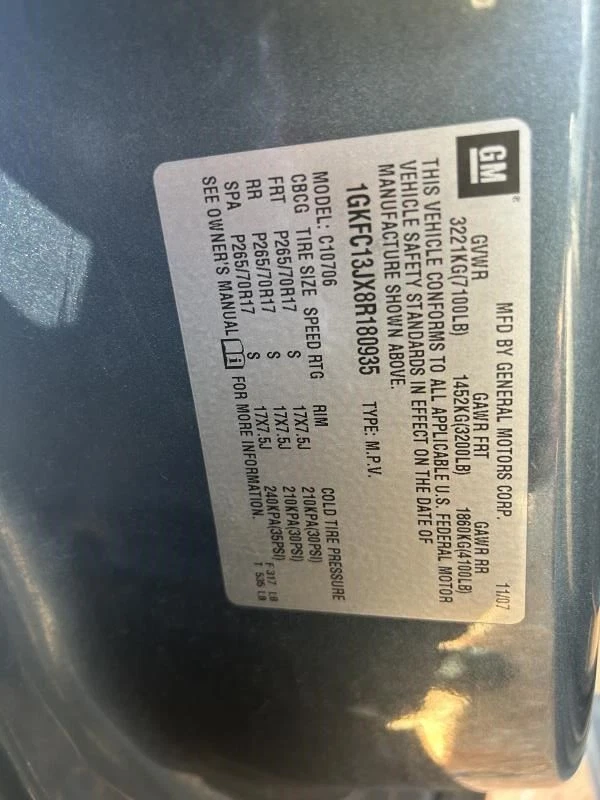 GM ®
MFD BY GENERAL MOTORS CORP. 11/07
GVWR GAWR FRT GAWR RR
3221KG(7100LB) 1452KG(3200LB) 1860KG(4100LB)
THIS VEHICLE CONFORMS TO ALL APPLICABLE U.S. FEDERAL MOTOR
VEHICLE SAFETY STANDARDS IN EFFECT ON THE DATE OF
MANUFACTURE SHOWN ABOVE.
1GKFC13JX8R180935 TYPE: M.P.V.
MODEL: C10706
CBCG TIRE SIZE SPEED RTG RIM COLD TIRE PRESSURE
FRT P265/70R17 S 17X7.5J 210KPA(30PSI)
RR P265/70R17 S 17X7.5J 210KPA(30PSI)
SPA P265/70R17 S 17X7.5J 240KPA(35PSI) F 317 LB
SEE OWNER'S MANUAL i FOR MORE INFORMATION. T 535 LB